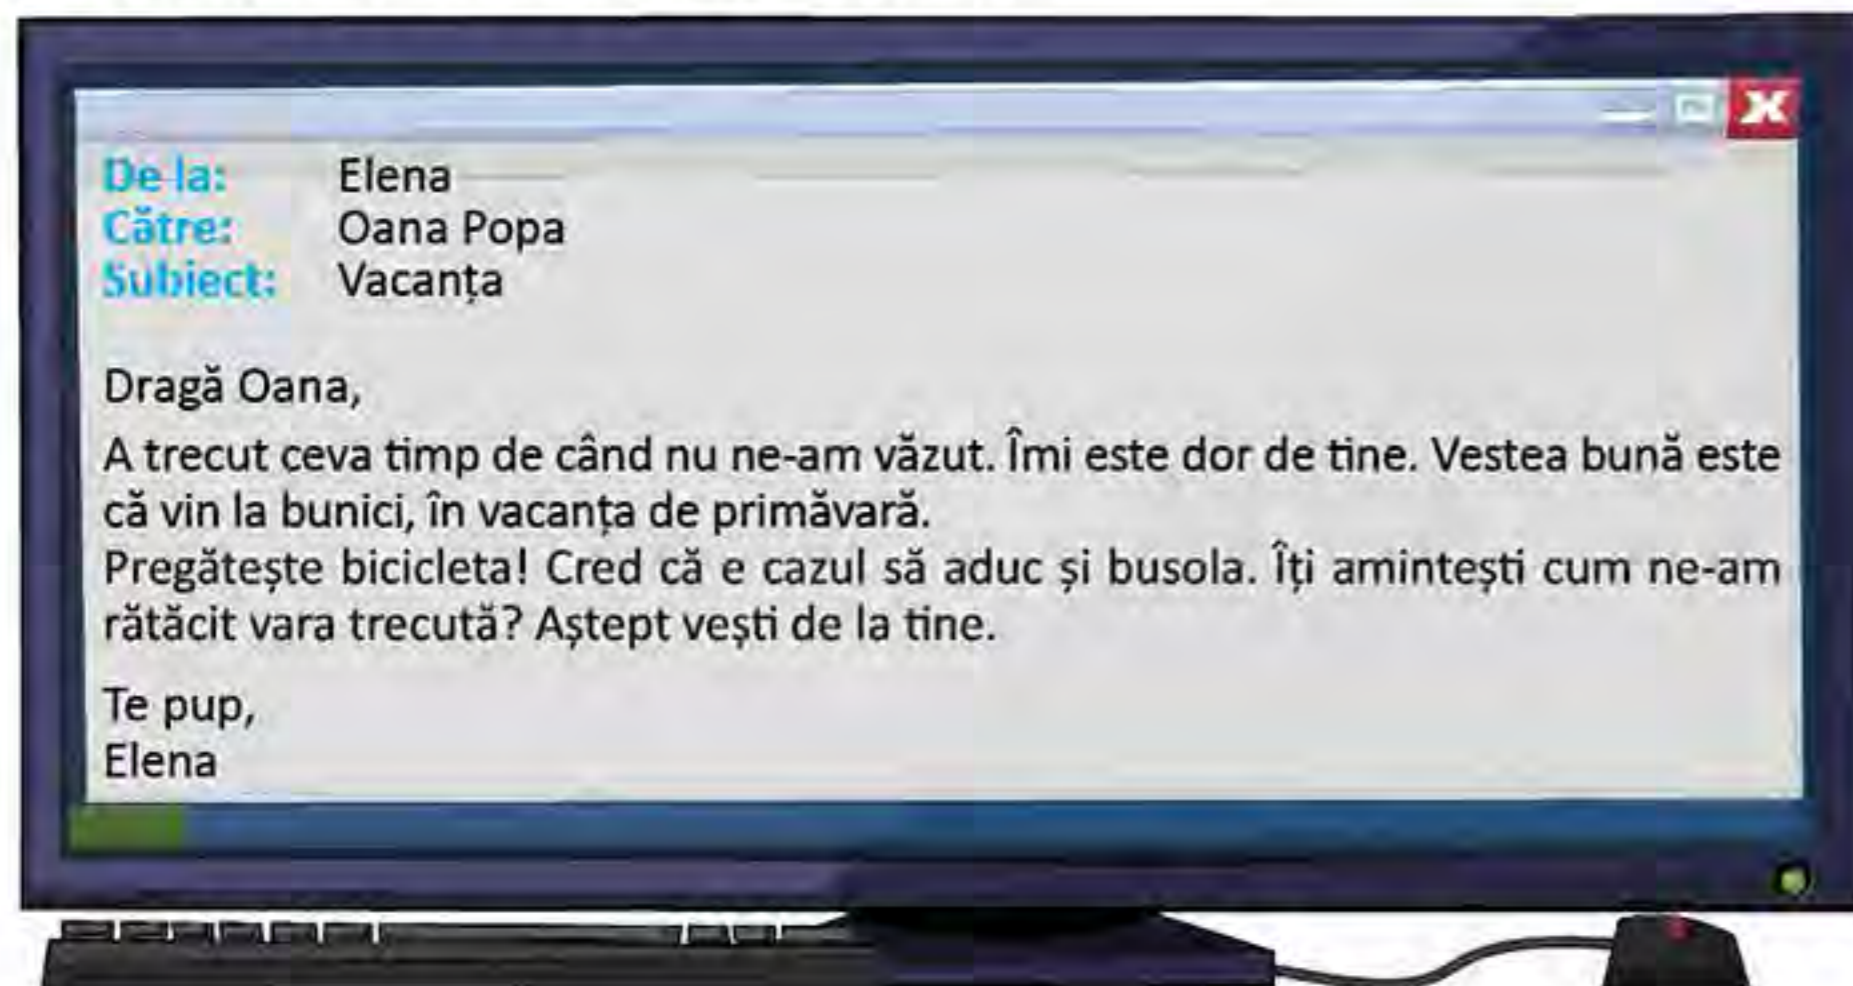 De la: Elena
Către: Oana Popa
Subiect: Vacanța
Dragă Oana,
A trecut ceva timp de când nu ne-am văzut. Îmi este dor de tine. Vestea bună este
că vin la bunici, în vacanța de primăvară.
Pregătește bicicleta! Cred că e cazul să aduc și busola. Îți amintești cum ne-am
rătăcit vara trecută? Aștept vești de la tine.
Te pup,
Elena